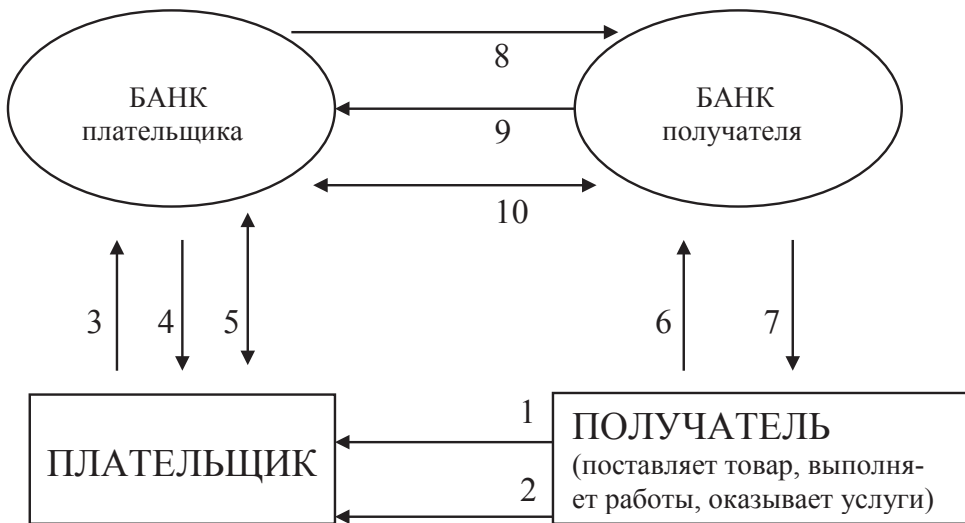 8
БАНК
плательщика
БАНК
получателя
9
10
3
4
5
6
7
1
ПЛАТЕЛЬЩИК
2
ПОЛУЧАТЕЛЬ
(поставляет товар, выполня-
ет работы, оказывает услуги)